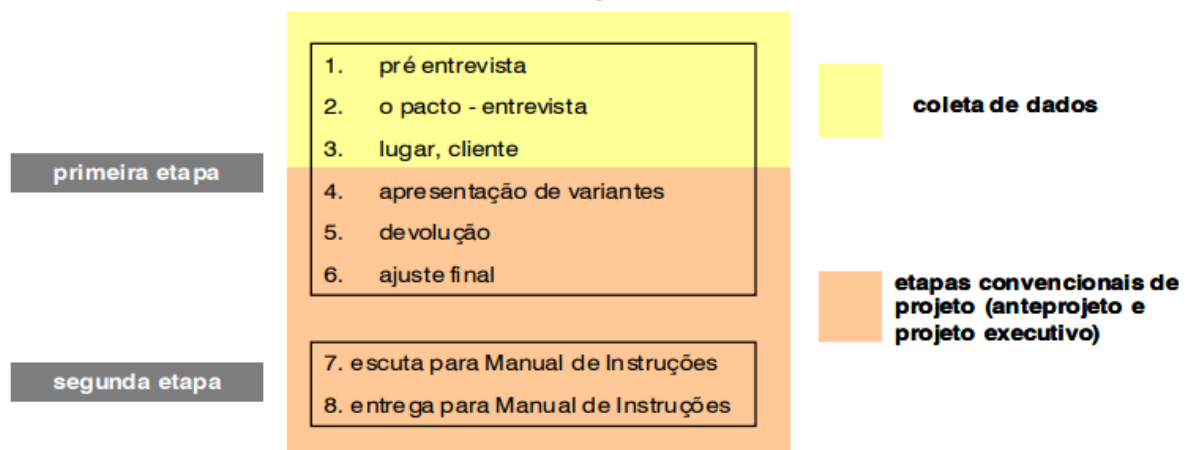 1. pré entrevista
2. o pacto - entrevista
3. lugar, cliente
4. apresentação de variantes
5. devolução
6. ajuste final
primeira etapa
7. escuta para Manual de Instruções
8. entrega para Manual de Instruções
segunda etapa
coleta de dados
etapas convencionais de
projeto (anteprojeto e
projeto executivo)